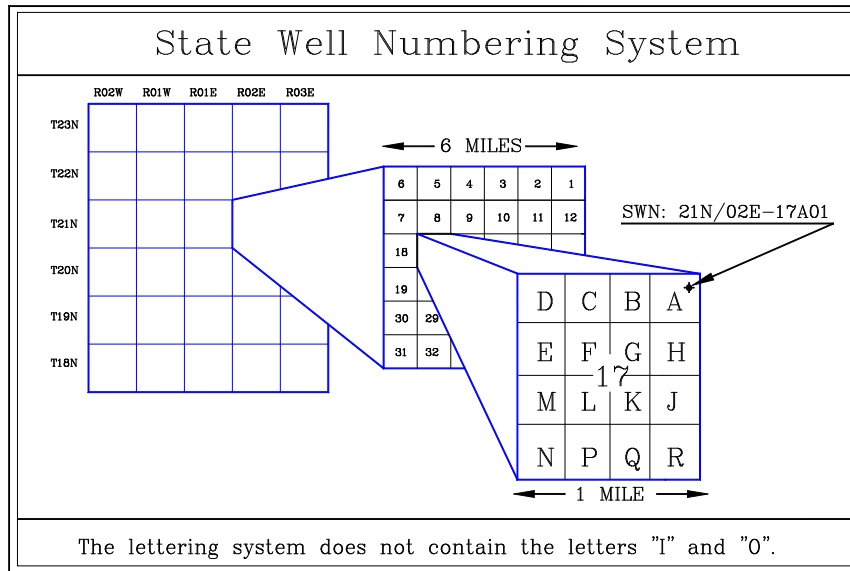 State Well Numbering System
R02W R01W R01E R02E R03E
T23N
T22N
T21N
T20N
T19N
T18N
6 MILES
6 5 4 3 2 1
7 8 9 10 11 12
18
19
30 29
31 32
SWN: 21N/02E-17A01
D C B A
E F G H
17
M L K J
N P Q R
1 MILE
The lettering system does not contain the letters "I" and "O".